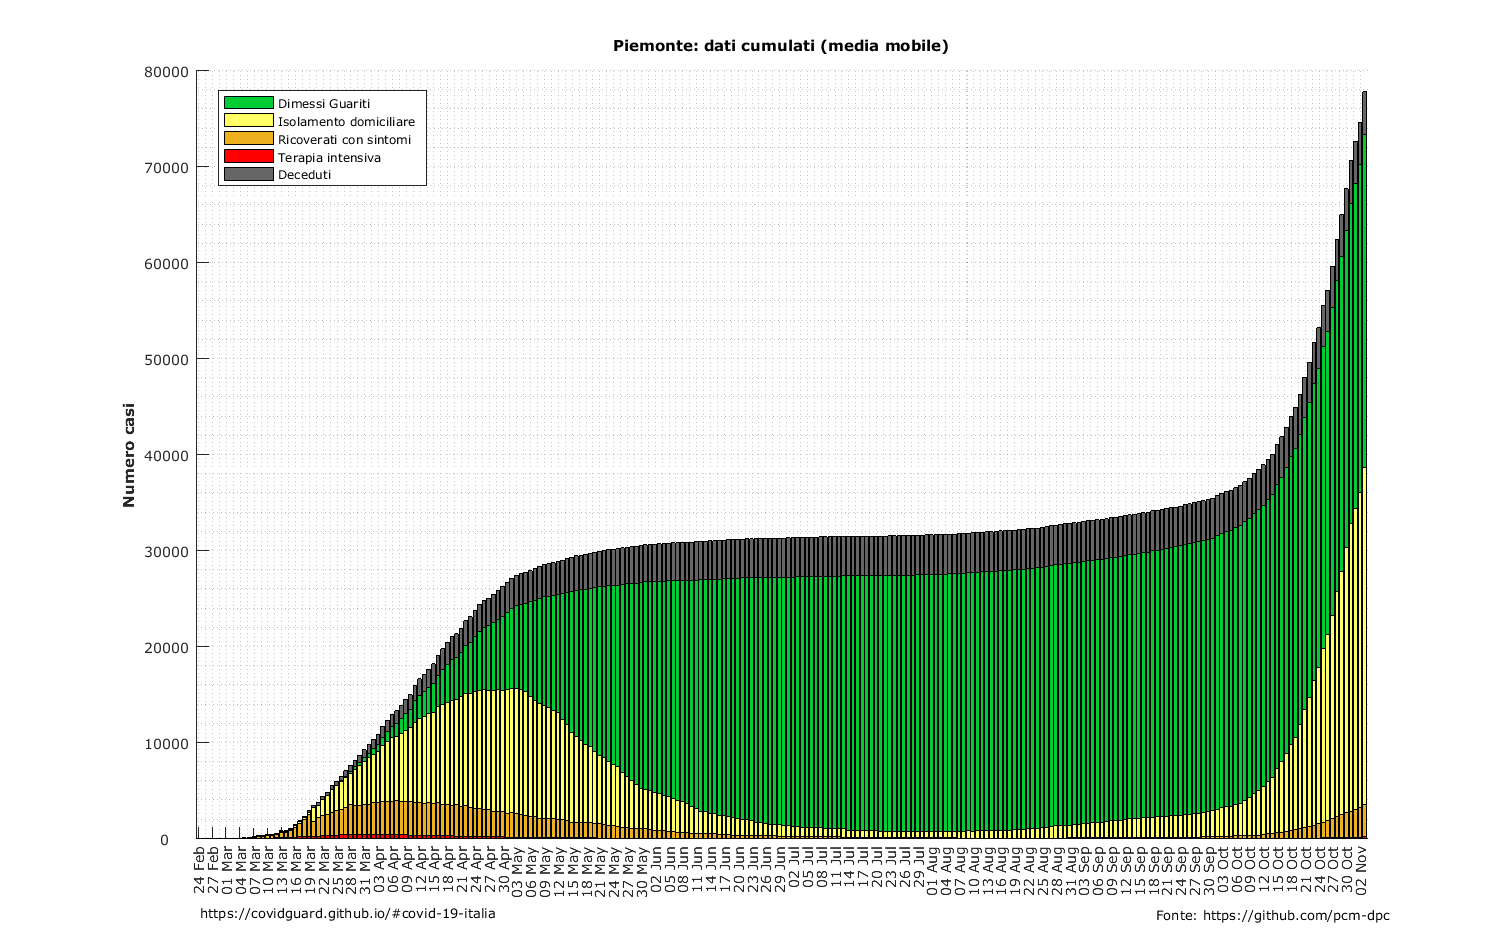 Piemonte: dati cumulati (media mobile)
80000
70000
60000
50000
40000
30000
20000
10000
0
Numero casi
Dimessi Guariti
Isolamento domiciliare
Ricoverati con sintomi
Terapia intensiva
Deceduti
24 Feb
27 Feb
01 Mar
04 Mar
07 Mar
10 Mar
13 Mar
16 Mar
19 Mar
22 Mar
25 Mar
28 Mar
31 Mar
03 Apr
06 Apr
09 Apr
12 Apr
15 Apr
18 Apr
21 Apr
24 Apr
27 Apr
30 Apr
03 May
06 May
09 May
12 May
15 May
18 May
21 May
24 May
27 May
30 May
02 Jun
05 Jun
08 Jun
11 Jun
14 Jun
17 Jun
20 Jun
23 Jun
26 Jun
29 Jun
02 Jul
05 Jul
08 Jul
11 Jul
14 Jul
17 Jul
20 Jul
23 Jul
26 Jul
29 Jul
01 Aug
04 Aug
07 Aug
10 Aug
13 Aug
16 Aug
19 Aug
22 Aug
25 Aug
28 Aug
31 Aug
03 Sep
06 Sep
09 Sep
12 Sep
15 Sep
18 Sep
21 Sep
24 Sep
27 Sep
30 Sep
03 Oct
06 Oct
09 Oct
12 Oct
15 Oct
18 Oct
21 Oct
24 Oct
27 Oct
30 Oct
02 Nov
https://covidguard.github.io/#covid-19-italia
Fonte: https://github.com/pcm-dpc